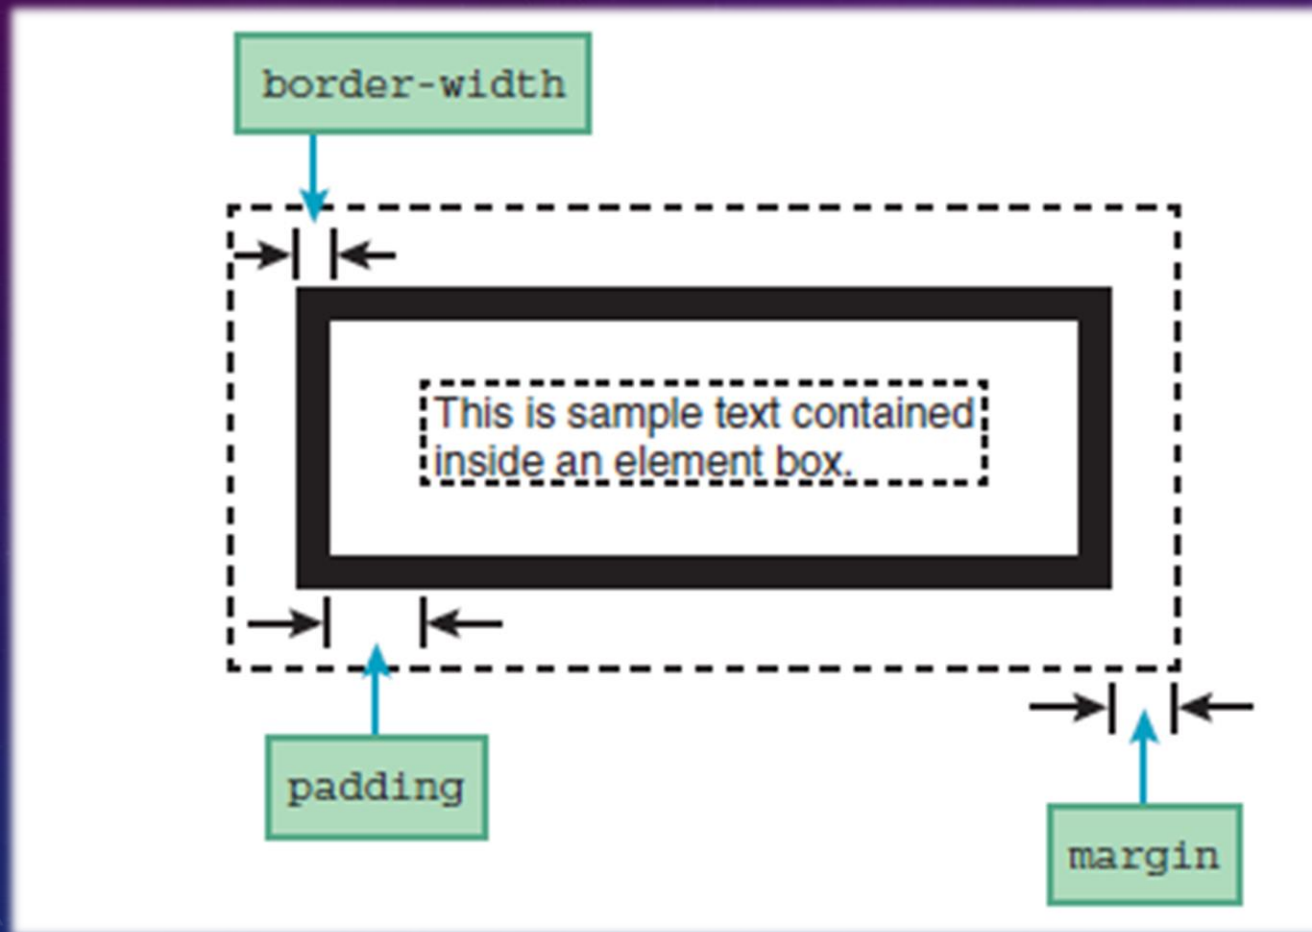 border-width
This is sample text contained
inside an element box.
padding
margin